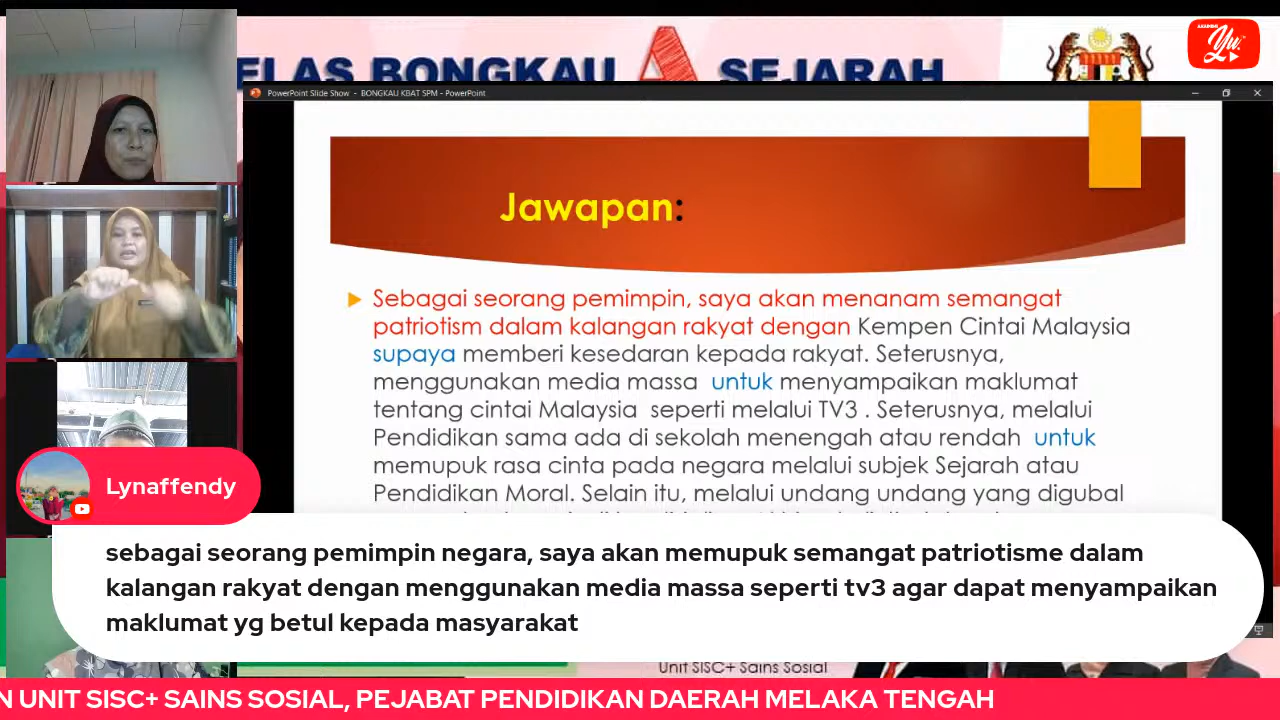 ELAS BONGKAU A SEJARAH
AKADEMI
Yu
PowerPoint Slide Show - BONGKAU KBAT SPM - PowerPoint
Jawapan:
Sebagai seorang pemimpin, saya akan menanam semangat
patriotism dalam kalangan rakyat dengan Kempen Cintai Malaysia
supaya memberi kesedaran kepada rakyat. Seterusnya,
menggunakan media massa untuk menyampaikan maklumat
tentang cintai Malaysia seperti melalui TV3 . Seterusnya, melalui
Pendidikan sama ada di sekolah menengah atau rendah untuk
memupuk rasa cinta pada negara melalui subjek Sejarah atau
Pendidikan Moral. Selain itu, melalui undang undang yang digubal
Lynaffendy
sebagai seorang pemimpin negara, saya akan memupuk semangat patriotisme dalam
kalangan rakyat dengan menggunakan media massa seperti tv3 agar dapat menyampaikan
maklumat yg betul kepada masyarakat
Unit SISC+ Sains Sosial
N UNIT SISC+ SAINS SOSIAL, PEJABAT PENDIDIKAN DAERAH MELAKA TENGAH